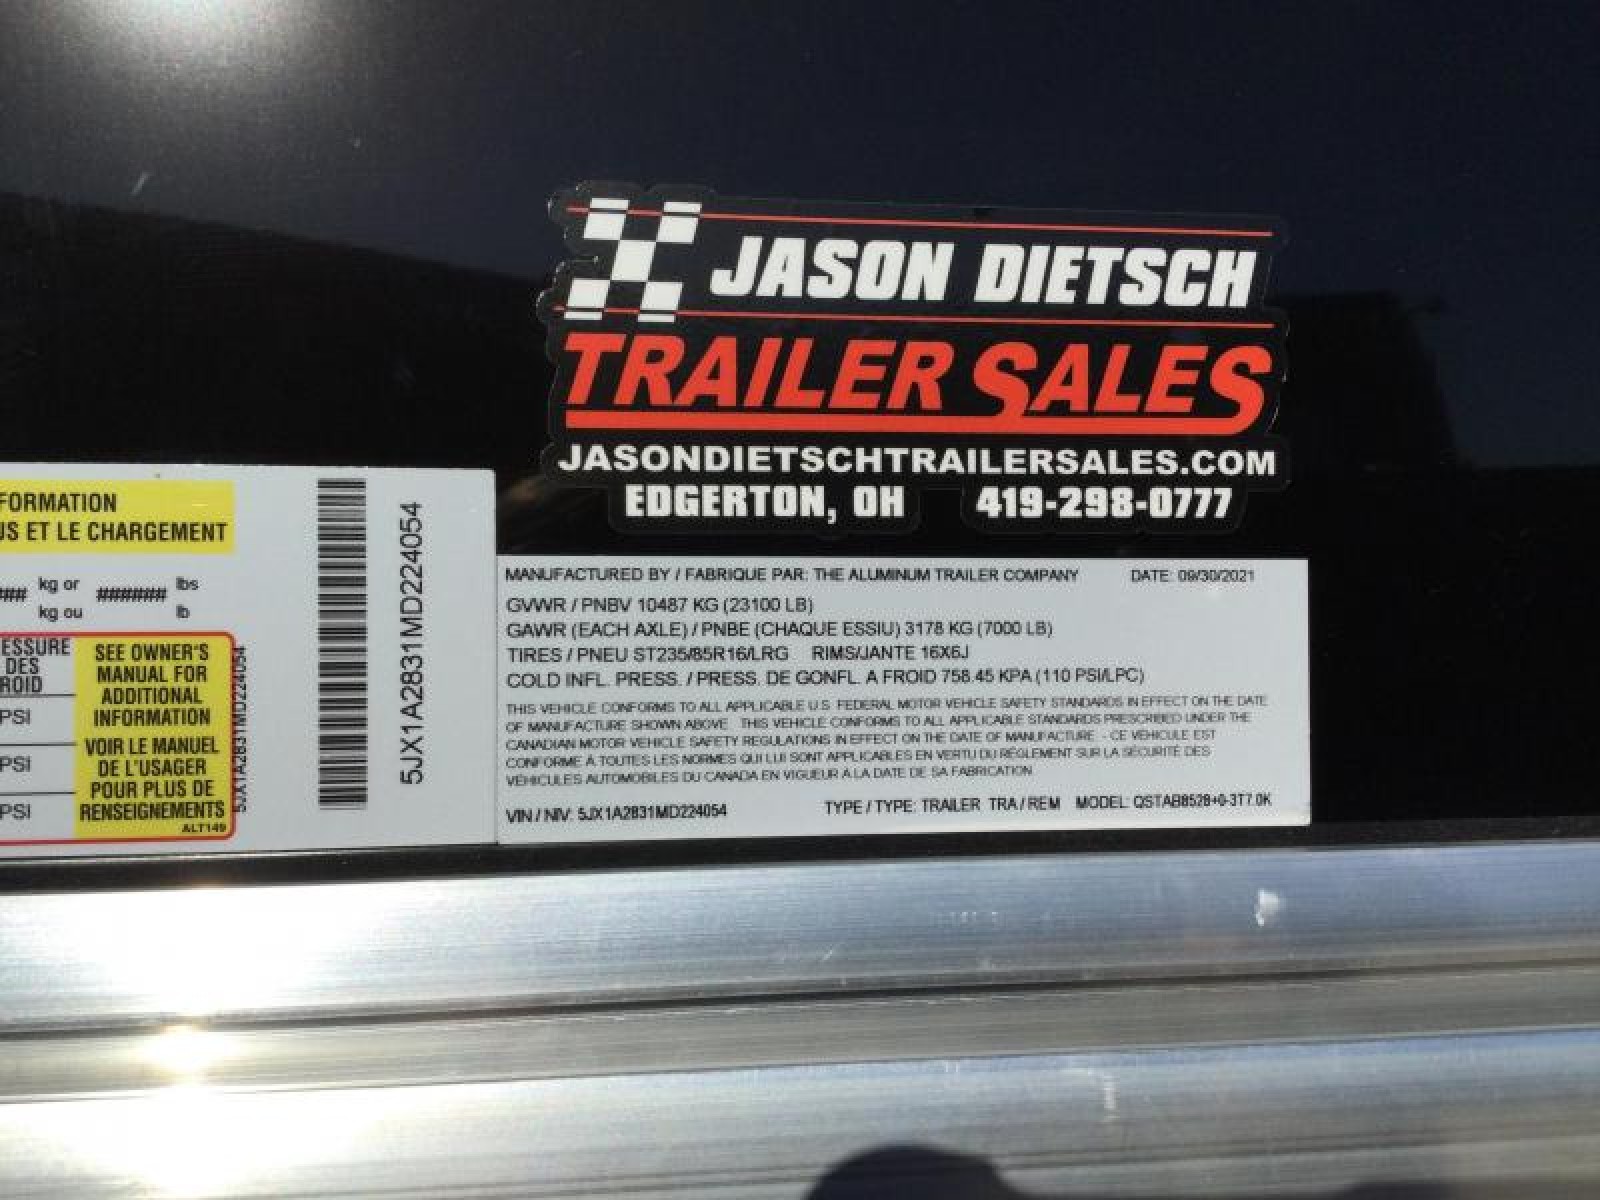 JASON DIETSCH
TRAILER SALES
JASONDIETSCHTRAILERSALES.COM
EDGERTON, OH 419-298-0777
FORMATION
US ET LE CHARGEMENT
## kg or ###### lbs
kg ou lb
ESSURE
DES
ROID
PSI
PSI
PSI
SEE OWNER'S
MANUAL FOR
ADDITIONAL
INFORMATION
VOIR LE MANUEL
DE L'USAGER
POUR PLUS DE
RENSEIGNEMENTS
ALT149
5JX1A2831MD224054
5JX1A2831MD224054
MANUFACTURED BY / FABRIQUE PAR: THE ALUMINUM TRAILER COMPANY DATE: 09/30/2021
GVWR / PNBV 10487 KG (23100 LB)
GAWR (EACH AXLE) / PNBE (CHAQUE ESSIU) 3178 KG (7000 LB)
TIRES / PNEU ST235/85R16/LRG RIMS/JANTE 16X6J
COLD INFL. PRESS. / PRESS. DE GONFL. A FROID 758.45 KPA (110 PSI/LPC)
THIS VEHICLE CONFORMS TO ALL APPLICABLE U.S. FEDERAL MOTOR VEHICLE SAFETY STANDARDS IN EFFECT ON THE DATE
OF MANUFACTURE SHOWN ABOVE. THIS VEHICLE CONFORMS TO ALL APPLICABLE STANDARDS PRESCRIBED UNDER THE
CANADIAN MOTOR VEHICLE SAFETY REGULATIONS IN EFFECT ON THE DATE OF MANUFACTURE. - CE VÉHICULE EST
CONFORME À TOUTES LES NORMES QUI LUI SONT APPLICABLES EN VERTU DU RÉGLEMENT SUR LA SÉCURITÉ DES
VÉHICULES AUTOMOBILES DU CANADA EN VIGUEUR À LA DATE DE SA FABRICATION
VIN / NIV: 5JX1A2831MD224054 TYPE / TYPE: TRAILER TRA / REM MODEL: QSTAB8528+0-3T7.0K